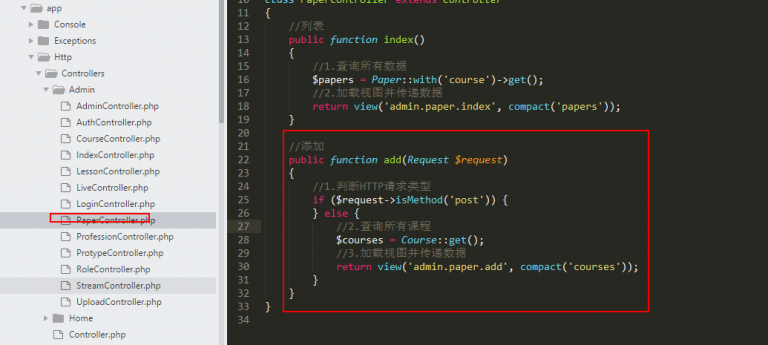 app
Console
Exceptions
Http
Controllers
Admin
AdminController.php
AuthController.php
CourseController.php
IndexController.php
LessonController.php
LiveController.php
LoginController.php
PaperController.php
ProfessionController.php
ProtypeController.php
RoleController.php
StreamController.php
UploadController.php
Home
Controller.php
10 class PaperController extends Controller
11 {
12 //列表
13 public function index()
14 {
15 //1.查询所有数据
16 $papers = Paper::with('course')->get();
17 //2.加载视图并传递数据
18 return view('admin.paper.index', compact('papers'));
19 }
20
21 //添加
22 public function add(Request $request)
23 {
24 //1.判断HTTP请求类型
25 if ($request->isMethod('post')) {
26 } else {
27 //2.查询所有课程
28 $courses = Course::get();
29 //3.加载视图并传递数据
30 return view('admin.paper.add', compact('courses'));
31 }
32 }
33 }
34